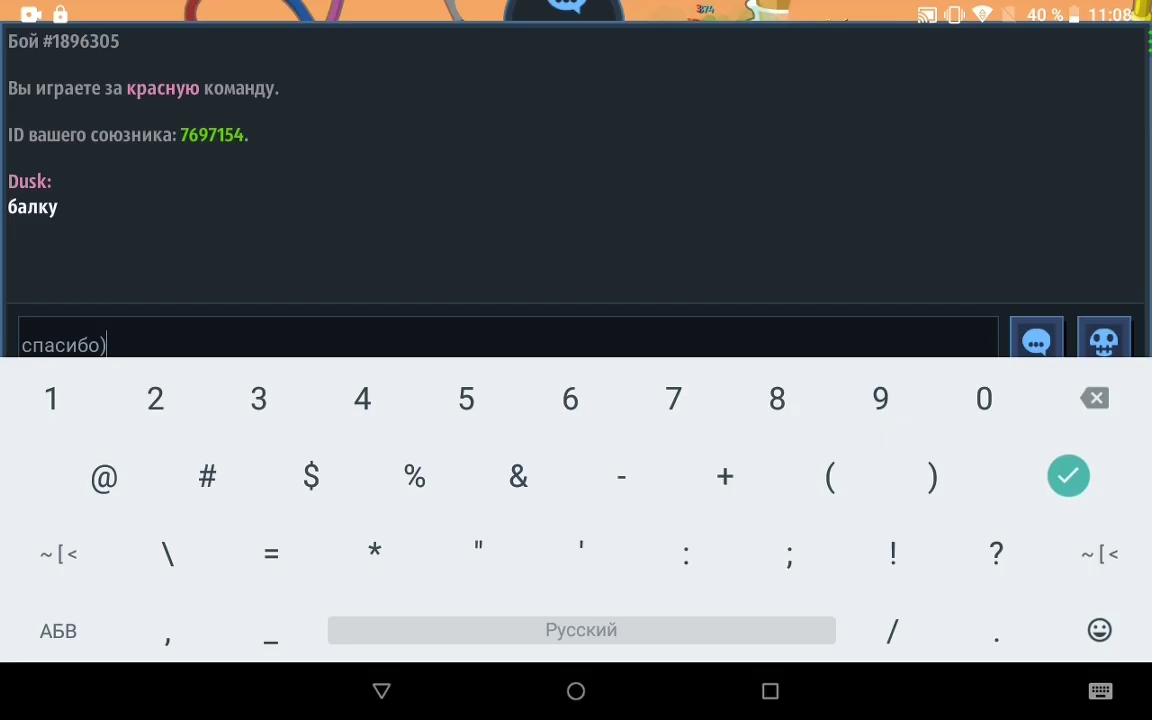 374
40 %
11:08
Бой #1896305
Вы играете за красную команду.
ID вашего союзника: 7697154.
Dusk:
балку
спасибо)
1 2 3 4 5 6 7 8 9 0
@ # $ % & - + ( )
~ [ < \ = * " ' : ; ! ? ~ [ <
АБВ , _ Русский / .